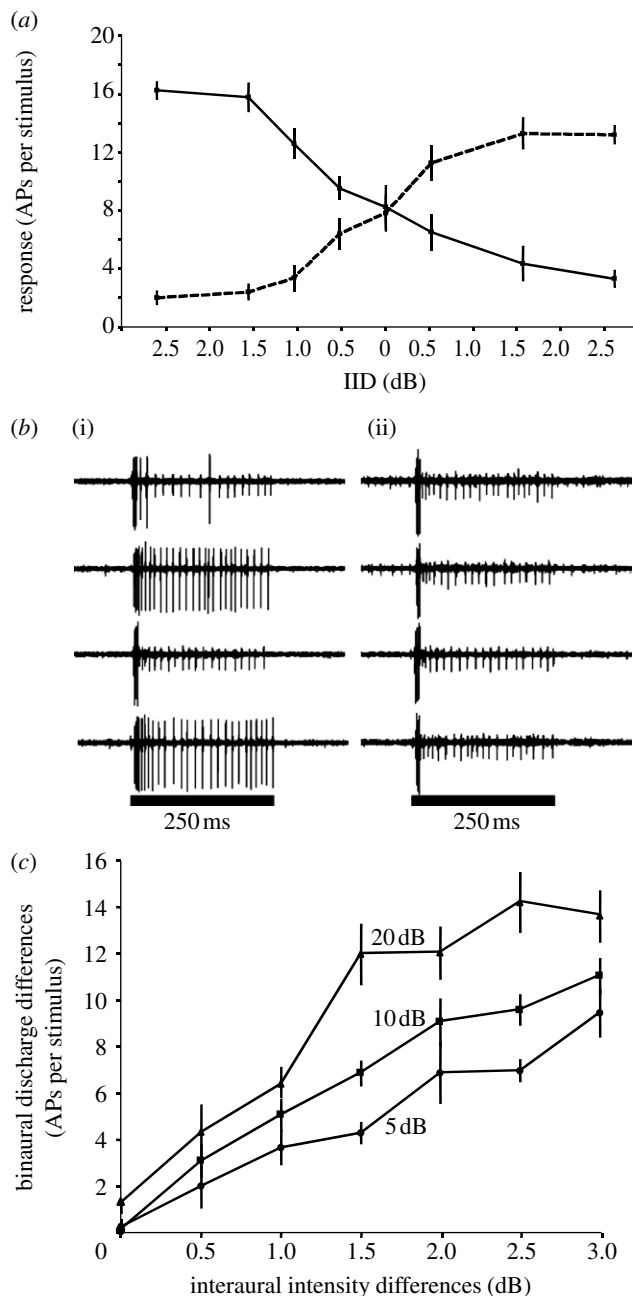 (a)
20
16
12
8
4
0
response (APs per stimulus)
2.5 2.0 1.5 1.0 0.5 0 0.5 1.0 1.5 2.0 2.5
IID (dB)
(b) (i) (ii)
250 ms 250 ms
(c)
16
14
12
10
8
6
4
2
0
binaural discharge differences
(APs per stimulus)
20 dB
10 dB
5 dB
0.5 1.0 1.5 2.0 2.5 3.0
interaural intensity differences (dB)